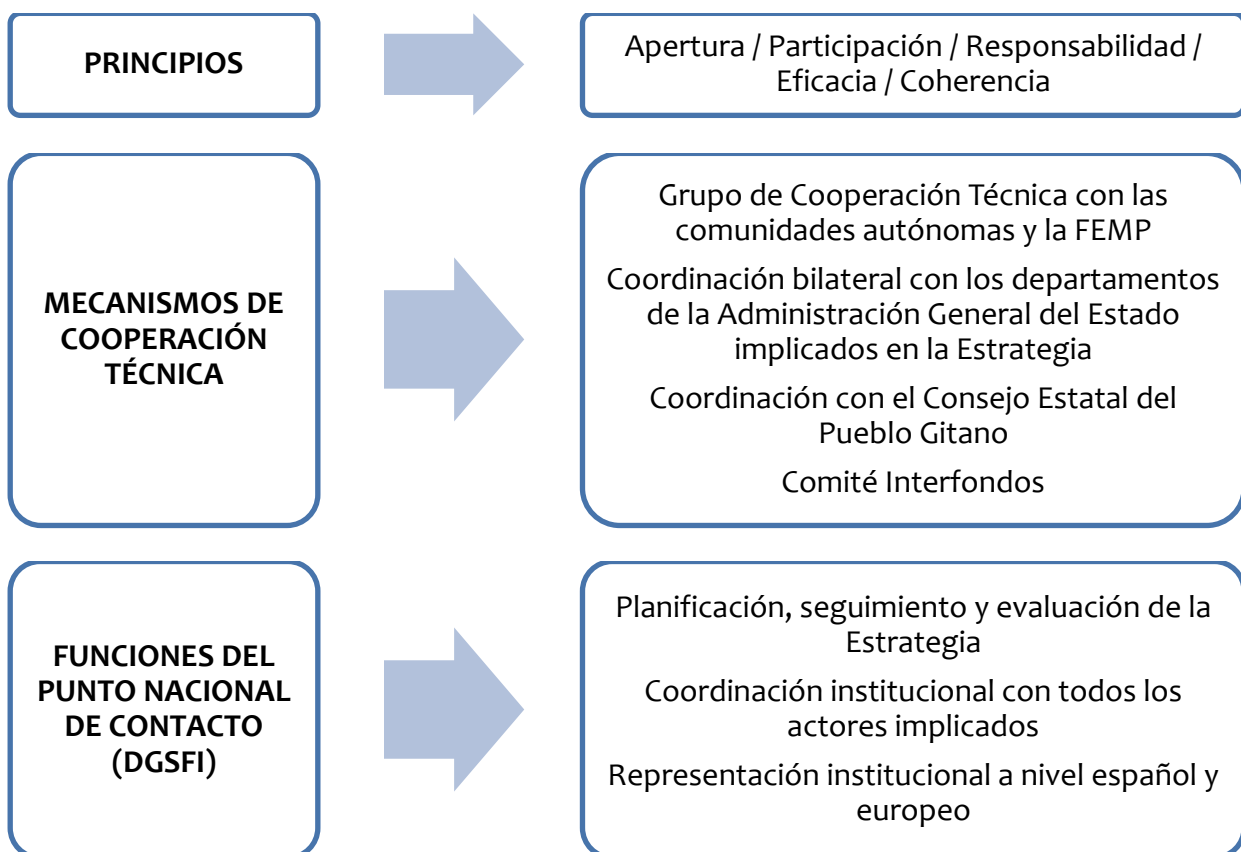 PRINCIPIOS
Apertura / Participación / Responsabilidad /
Eficacia / Coherencia
MECANISMOS DE
COOPERACIÓN
TÉCNICA
Grupo de Cooperación Técnica con las
comunidades autónomas y la FEMP
Coordinación bilateral con los departamentos
de la Administración General del Estado
implicados en la Estrategia
Coordinación con el Consejo Estatal del
Pueblo Gitano
Comité Interfondos
FUNCIONES DEL
PUNTO NACIONAL
DE CONTACTO
(DGSFI)
Planificación, seguimiento y evaluación de la
Estrategia
Coordinación institucional con todos los
actores implicados
Representación institucional a nivel español y
europeo